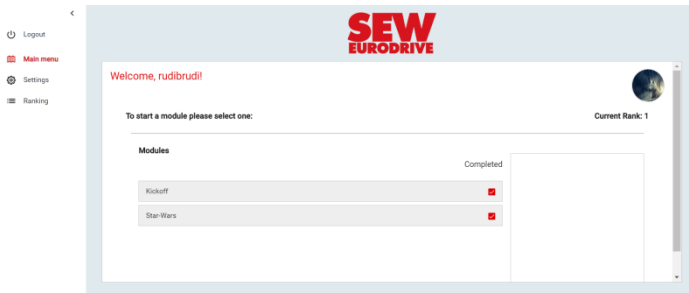 Logout
Main menu
Settings
Ranking
SEW
EURODRIVE
Welcome, rudibrudi!
To start a module please select one:
Current Rank: 1
Modules
Completed
Kickoff
Star-Wars